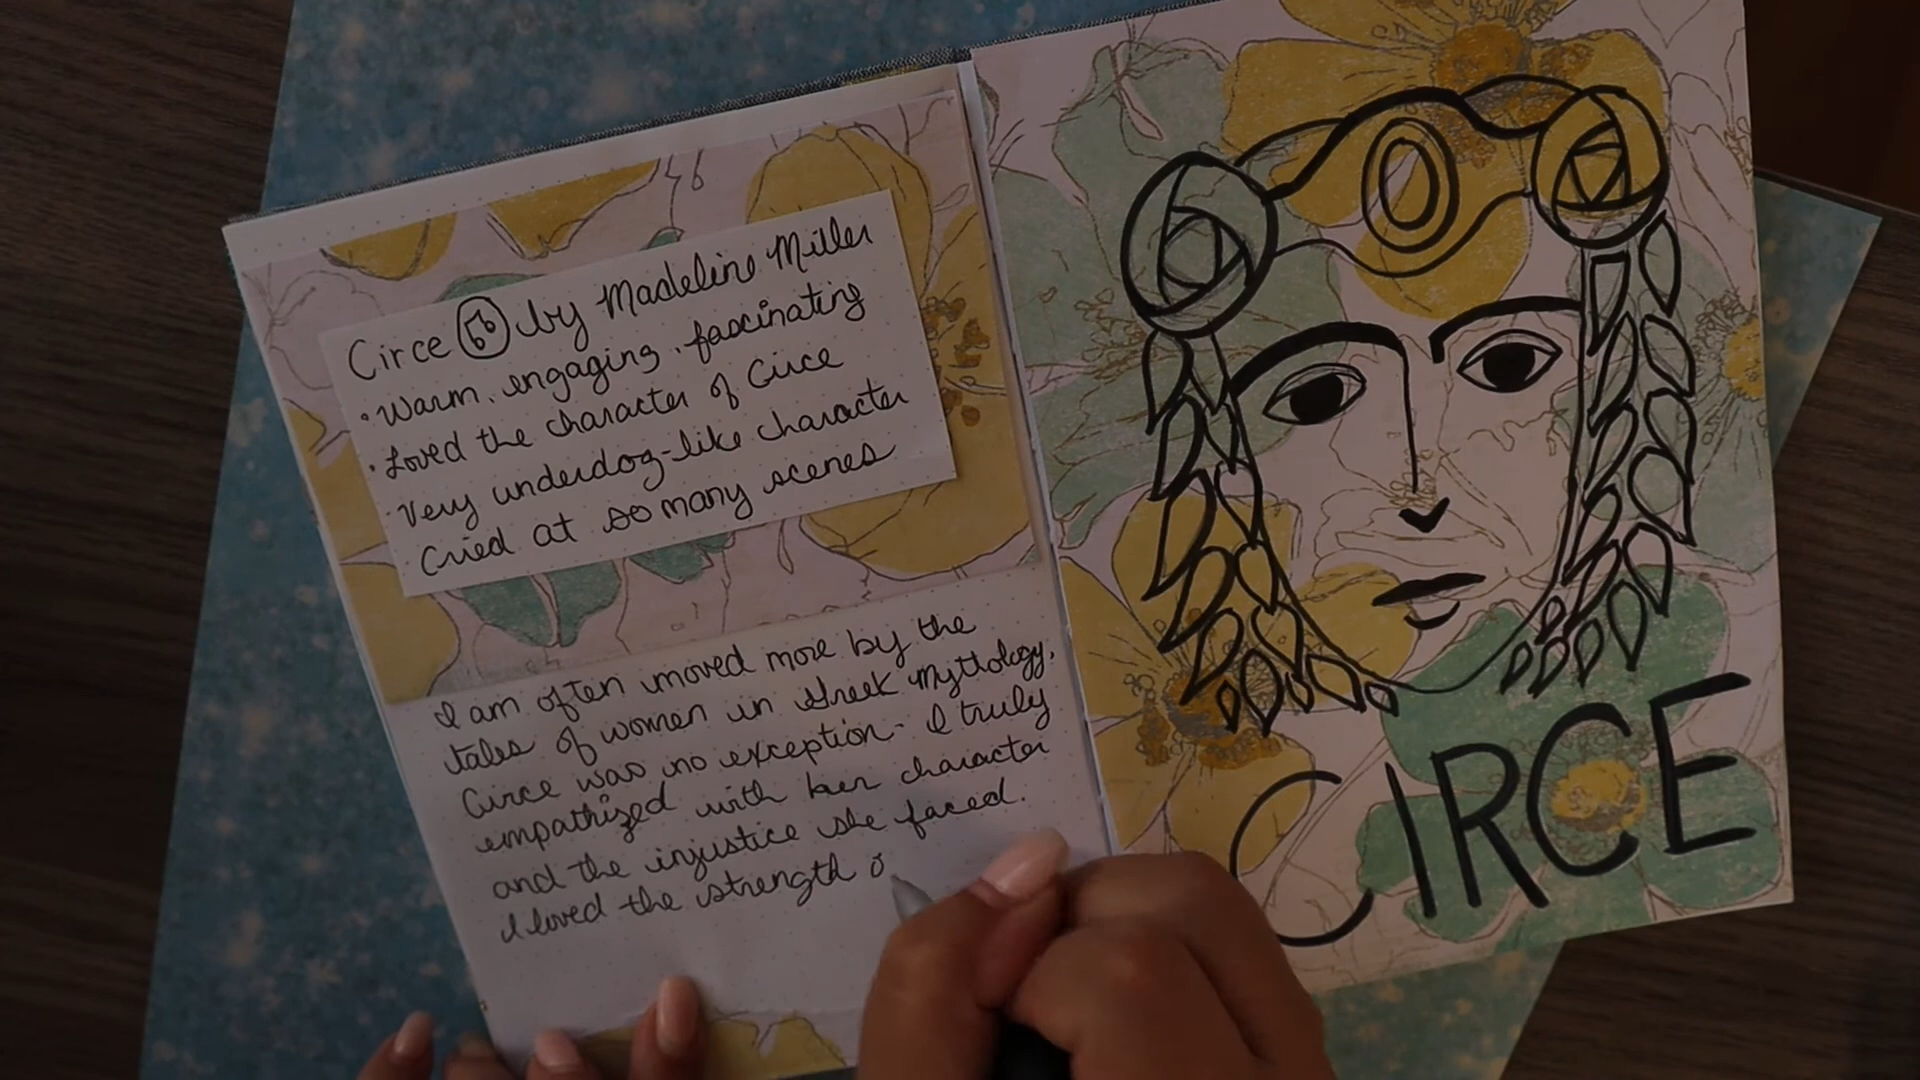 Circe 56 by Madeline Miller
• Warm, engaging, fascinating
• Loved the character of Circe
• Very underdog-like character
Cried at so many scenes
I am often moved more by the
tales of women in Greek Mythology,
Circe was no exception. I truly
empathized with her character
and the injustice she faced.
I loved the strength o
CIRCE